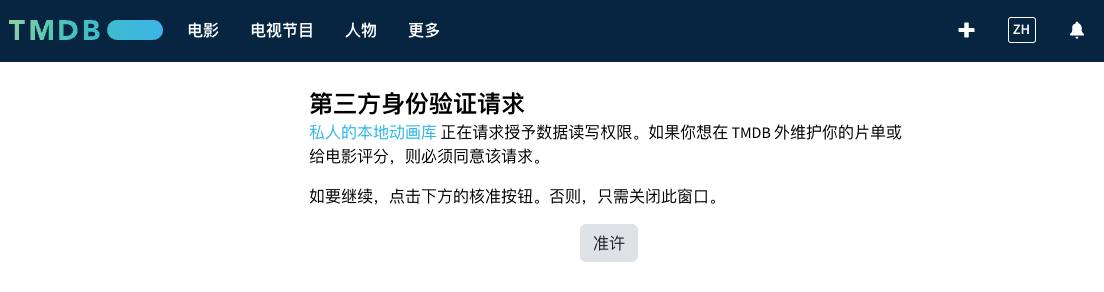 TMDB 电影 电视节目 人物 更多 ZH
第三方身份验证请求
私人的本地动画库 正在请求授予数据读写权限。如果你想在 TMDB 外维护你的片单或
给电影评分，则必须同意该请求。
如要继续，点击下方的核准按钮。否则，只需关闭此窗口。
准许